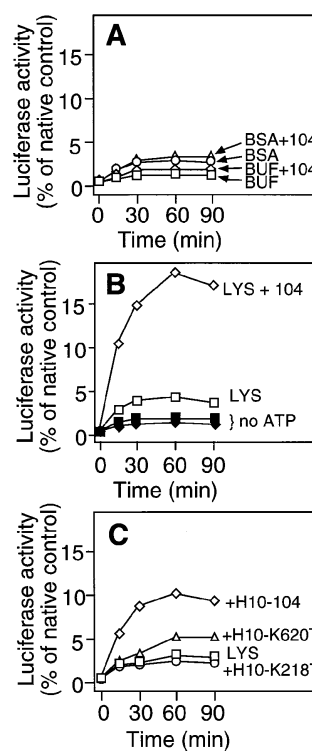 A
Luciferase activity
(% of native control)
15
10
5
0
BSA+104
BSA
BUF+104
BUF
0 30 60 90
Time (min)
B
Luciferase activity
(% of native control)
15
10
5
0
LYS + 104
LYS
} no ATP
0 30 60 90
Time (min)
C
Luciferase activity
(% of native control)
15
10
5
0
+H10-104
+H10-K620T
LYS
+H10-K218T
0 30 60 90
Time (min)